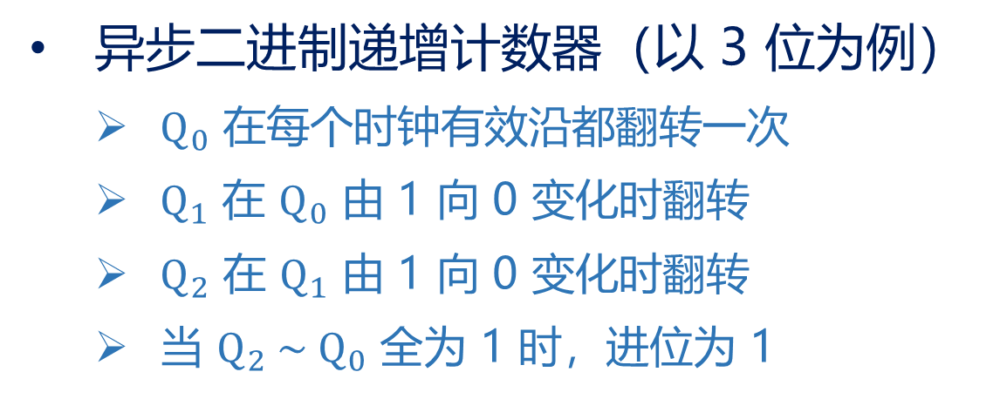 • 异步二进制递增计数器（以 3 位为例）
➢ Q₀ 在每个时钟有效沿都翻转一次
➢ Q₁ 在 Q₀ 由 1 向 0 变化时翻转
➢ Q₂ 在 Q₁ 由 1 向 0 变化时翻转
➢ 当 Q₂ ~ Q₀ 全为 1 时，进位为 1